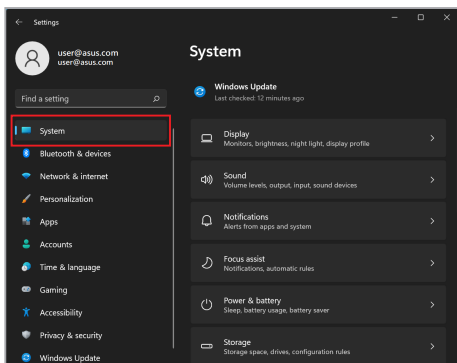 Settings
user@asus.com
user@asus.com
Find a setting
System
Bluetooth & devices
Network & internet
Personalization
Apps
Accounts
Time & language
Gaming
Accessibility
Privacy & security
Windows Update
System
Windows Update
Last checked: 12 minutes ago
Display
Monitors, brightness, night light, display profile
Sound
Volume levels, output, input, sound devices
Notifications
Alerts from apps and system
Focus assist
Notifications, automatic rules
Power & battery
Sleep, battery usage, battery saver
Storage
Storage space, drives, configuration rules